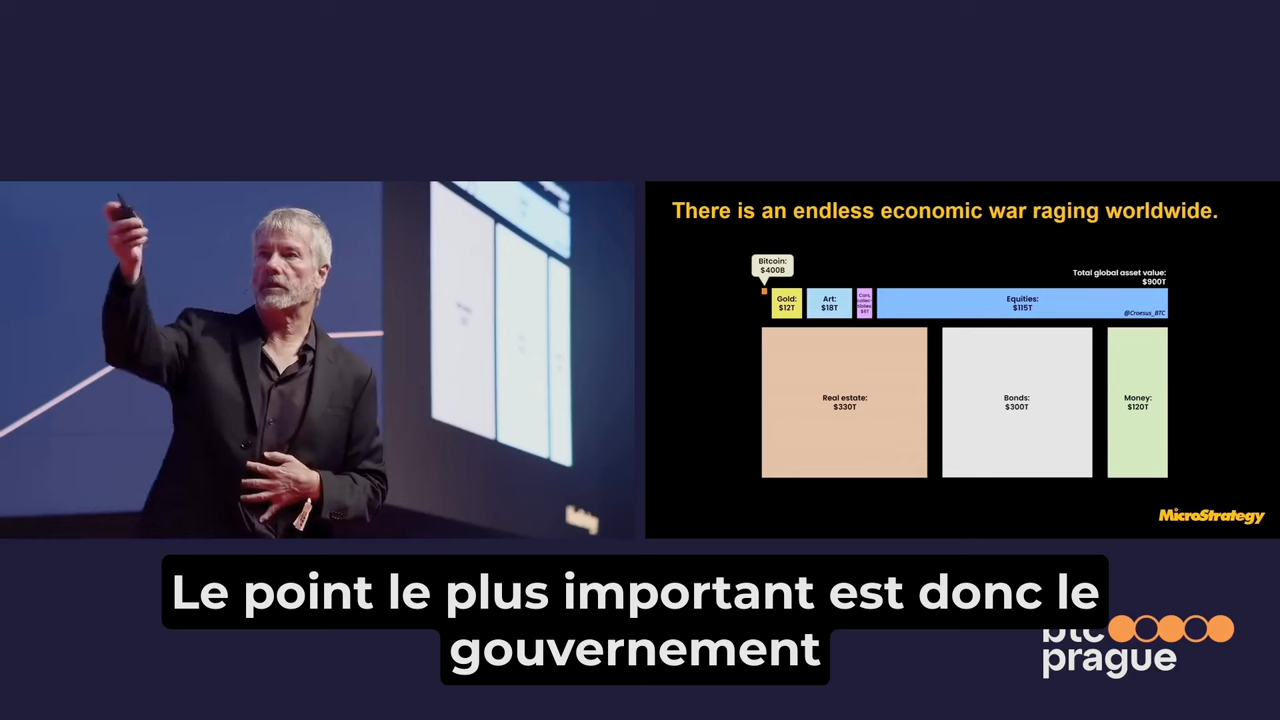 There is an endless economic war raging worldwide.
Bitcoin:
$400B
Total global asset value:
$900T
Gold:
$12T
Art:
$18T
$6T
Equities:
$115T
@Croesus_BTC
Real estate:
$330T
Bonds:
$300T
Money:
$120T
MicroStrategy
Le point le plus important est donc le
gouvernement
btc
prague